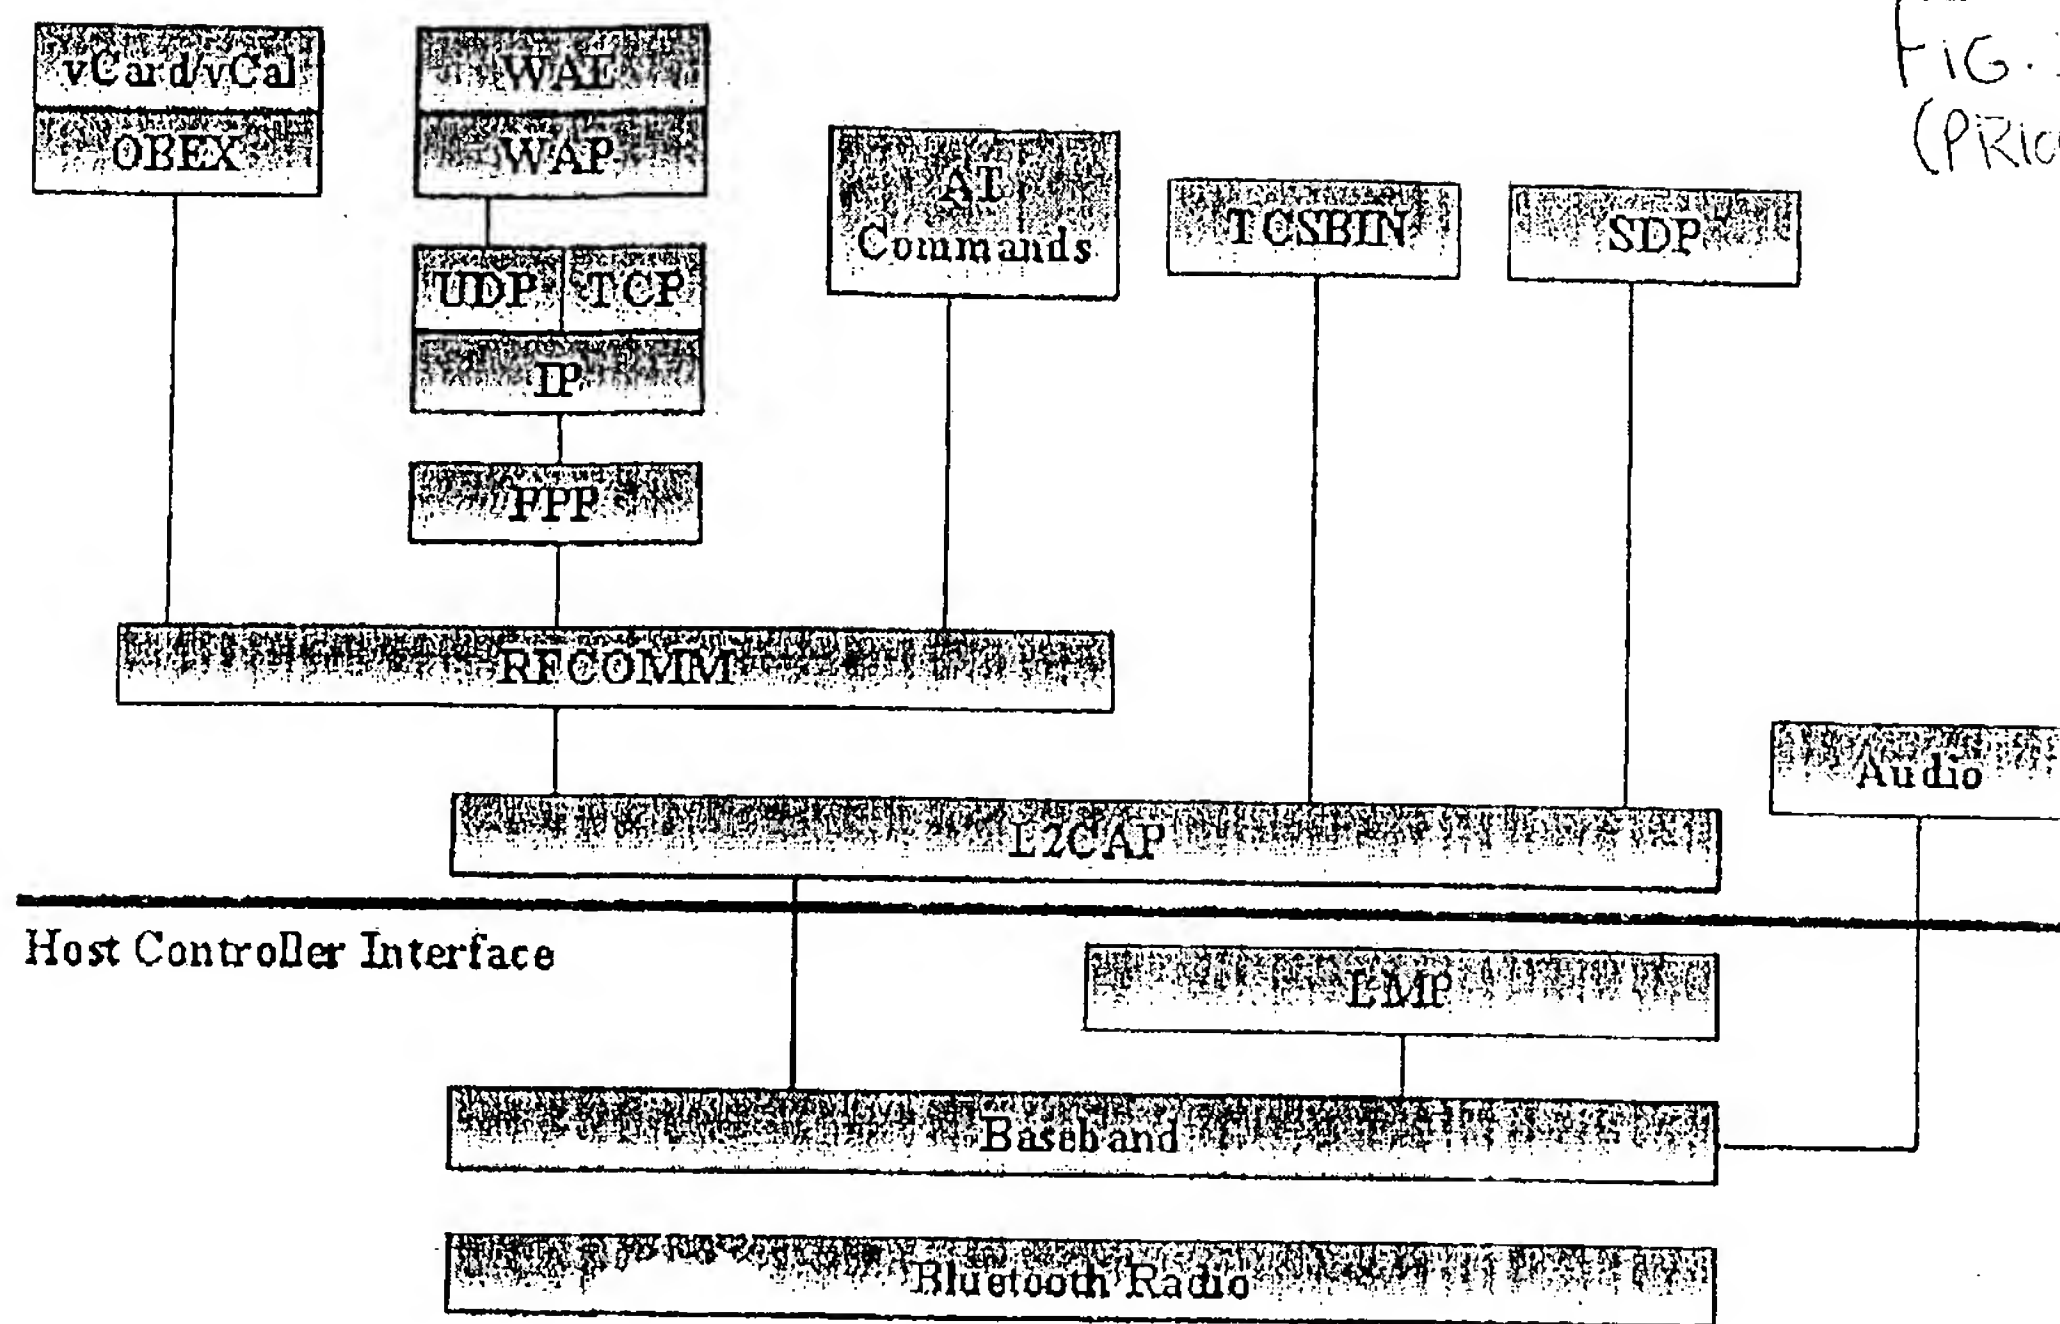 vCard/vCal
OBEX
WAE
WAP
UDP TCP
IP
PPP
AT
Commands
TCSBIN
SDP
FIG.
(PRIO
RFCOMM
Audio
L2CAP
Host Controller Interface
LMP
Baseband
Bluetooth Radio